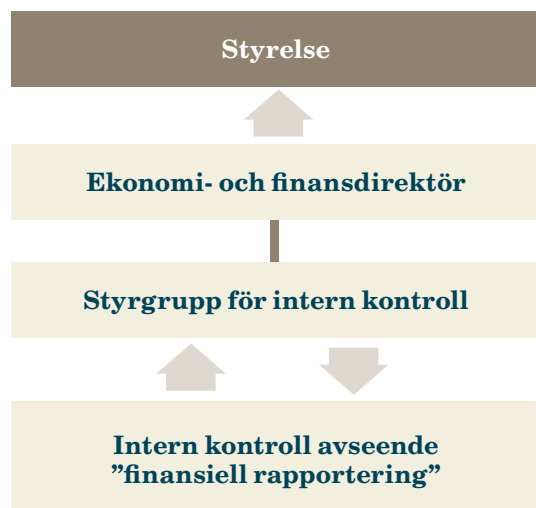 Styrelse
Ekonomi- och finansdirektör
Styrgrupp för intern kontroll
Intern kontroll avseende
”finansiell rapportering”